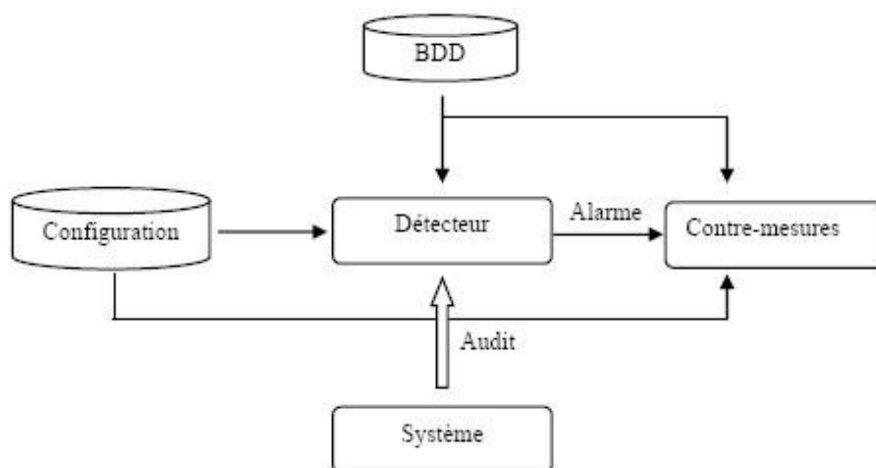 BDD
Configuration
Détecteur
Alarme
Contre-mesures
Audit
Système